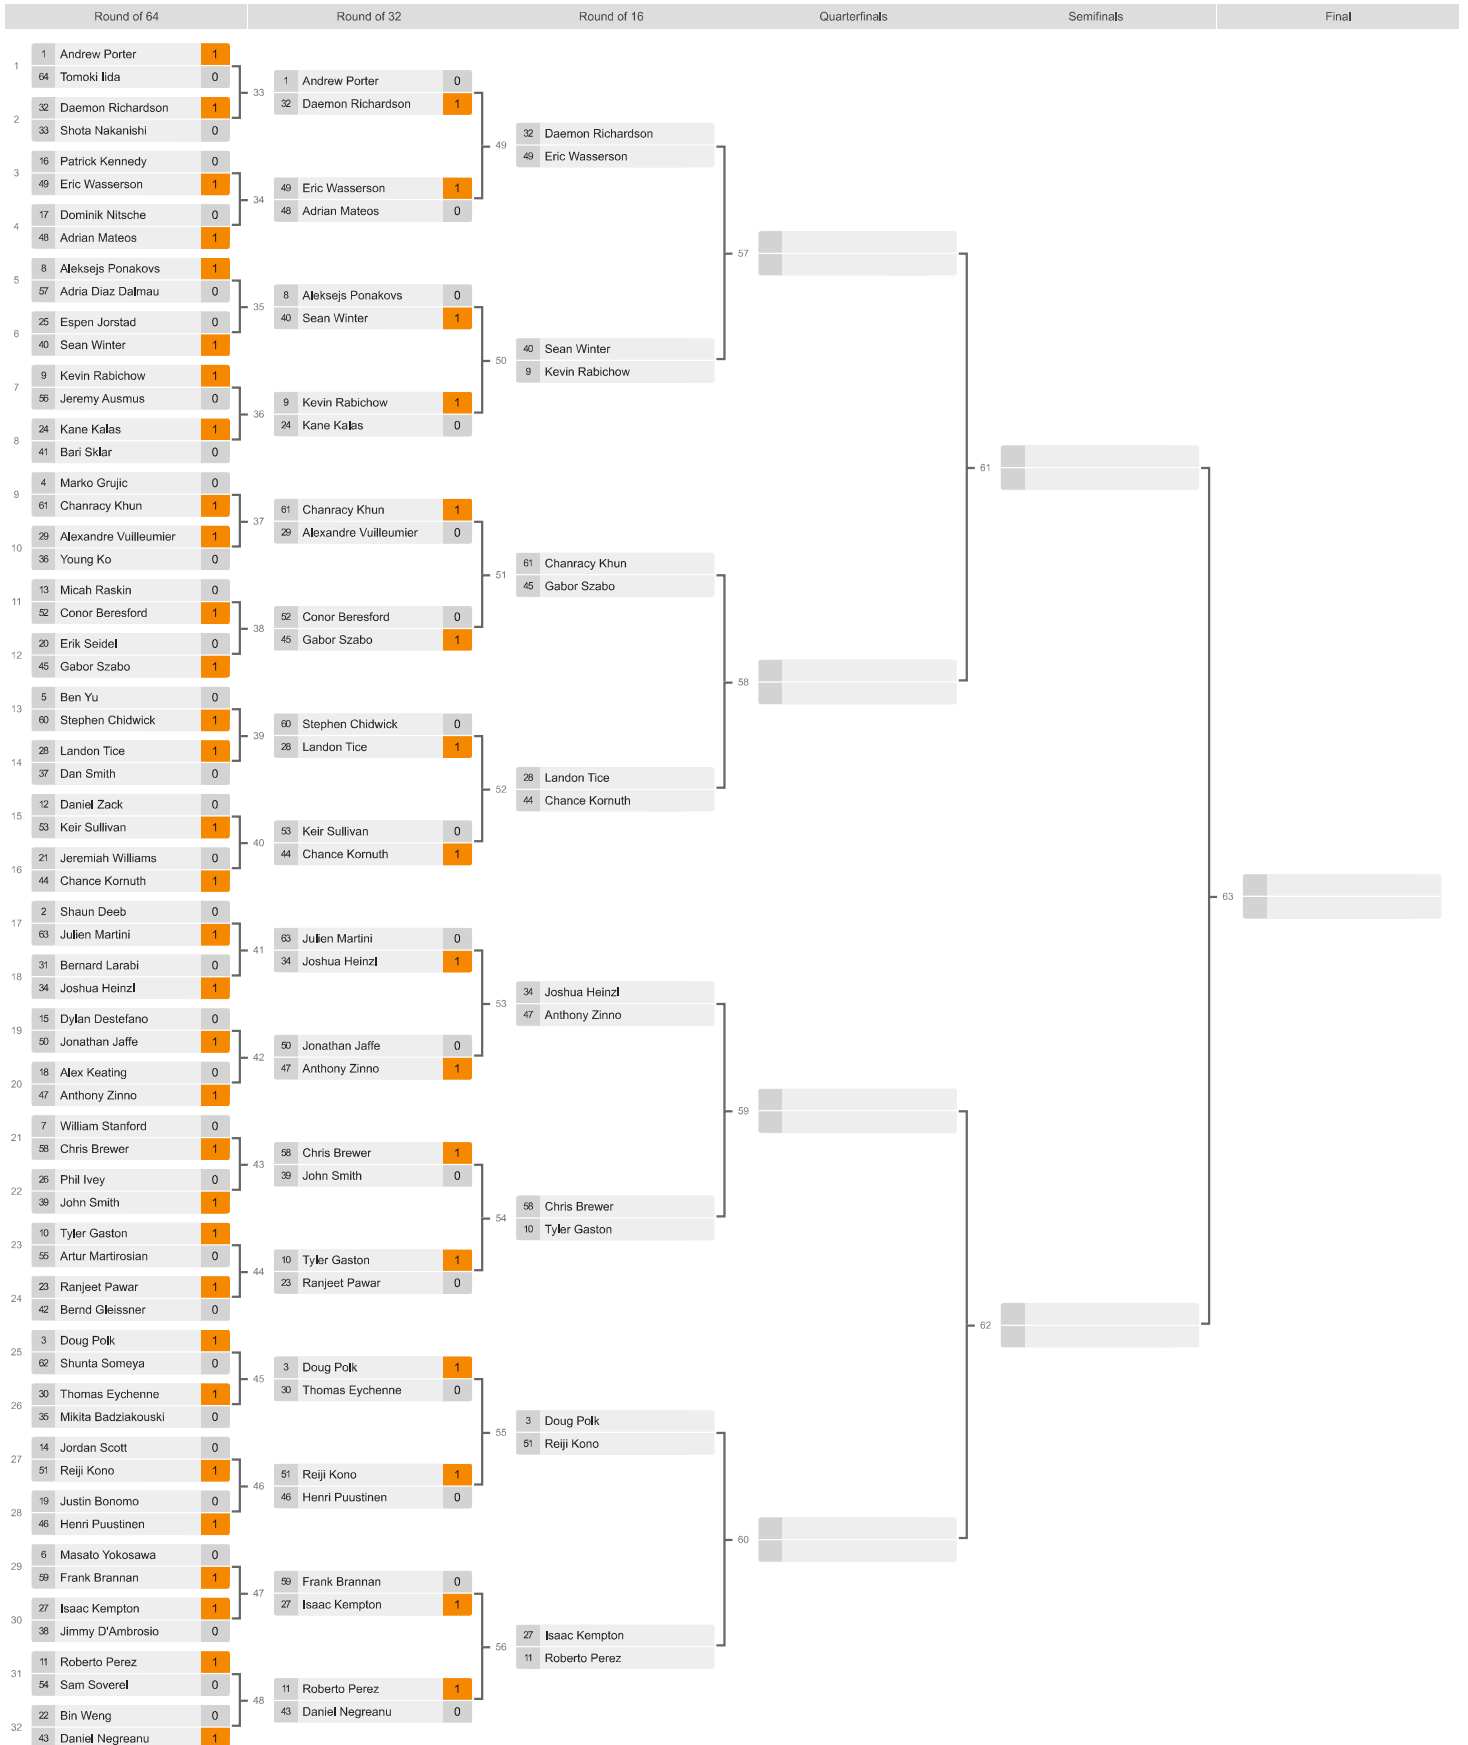 Round of 64
Round of 32
Round of 16
Quarterfinals
Semifinals
Final
1
1 Andrew Porter 1
64 Tomoki Iida 0
2
32 Daemon Richardson 1
33 Shota Nakanishi 0
3
16 Patrick Kennedy 0
49 Eric Wasserson 1
4
17 Dominik Nitsche 0
48 Adrian Mateos 1
5
8 Aleksejs Ponakovs 1
57 Adria Diaz Dalmau 0
6
25 Espen Jorstad 0
40 Sean Winter 1
7
9 Kevin Rabichow 1
56 Jeremy Ausmus 0
8
24 Kane Kalas 1
41 Bari Sklar 0
9
4 Marko Grujic 0
61 Chanracy Khun 1
10
29 Alexandre Vuilleumier 1
36 Young Ko 0
11
13 Micah Raskin 0
52 Conor Beresford 1
12
20 Erik Seidel 0
45 Gabor Szabo 1
13
5 Ben Yu 0
60 Stephen Chidwick 1
14
28 Landon Tice 1
37 Dan Smith 0
15
12 Daniel Zack 0
53 Keir Sullivan 1
16
21 Jeremiah Williams 0
44 Chance Kornuth 1
17
2 Shaun Deeb 0
63 Julien Martini 1
18
31 Bernard Larabi 0
34 Joshua Heinzl 1
19
15 Dylan Destefano 0
50 Jonathan Jaffe 1
20
18 Alex Keating 0
47 Anthony Zinno 1
21
7 William Stanford 0
58 Chris Brewer 1
22
26 Phil Ivey 0
39 John Smith 1
23
10 Tyler Gaston 1
55 Artur Martirosian 0
24
23 Ranjeet Pawar 1
42 Bernd Gleissner 0
25
3 Doug Polk 1
62 Shunta Someya 0
26
30 Thomas Eychenne 1
35 Mikita Badziakouski 0
27
14 Jordan Scott 0
51 Reiji Kono 1
28
19 Justin Bonomo 0
46 Henri Puustinen 1
29
6 Masato Yokosawa 0
59 Frank Brannan 1
30
27 Isaac Kempton 1
38 Jimmy D'Ambrosio 0
31
11 Roberto Perez 1
54 Sam Soverel 0
32
22 Bin Weng 0
43 Daniel Negreanu 1
33
1 Andrew Porter 0
32 Daemon Richardson 1
34
49 Eric Wasserson 1
48 Adrian Mateos 0
35
8 Aleksejs Ponakovs 0
40 Sean Winter 1
36
9 Kevin Rabichow 1
24 Kane Kalas 0
37
61 Chanracy Khun 1
29 Alexandre Vuilleumier 0
38
52 Conor Beresford 0
45 Gabor Szabo 1
39
60 Stephen Chidwick 0
28 Landon Tice 1
40
53 Keir Sullivan 0
44 Chance Kornuth 1
41
63 Julien Martini 0
34 Joshua Heinzl 1
42
50 Jonathan Jaffe 0
47 Anthony Zinno 1
43
58 Chris Brewer 1
39 John Smith 0
44
10 Tyler Gaston 1
23 Ranjeet Pawar 0
45
3 Doug Polk 1
30 Thomas Eychenne 0
46
51 Reiji Kono 1
46 Henri Puustinen 0
47
59 Frank Brannan 0
27 Isaac Kempton 1
48
11 Roberto Perez 1
43 Daniel Negreanu 0
49
32 Daemon Richardson
49 Eric Wasserson
50
40 Sean Winter
9 Kevin Rabichow
51
61 Chanracy Khun
45 Gabor Szabo
52
28 Landon Tice
44 Chance Kornuth
53
34 Joshua Heinzl
47 Anthony Zinno
54
58 Chris Brewer
10 Tyler Gaston
55
3 Doug Polk
51 Reiji Kono
56
27 Isaac Kempton
11 Roberto Perez
57
58
59
60
61
62
63